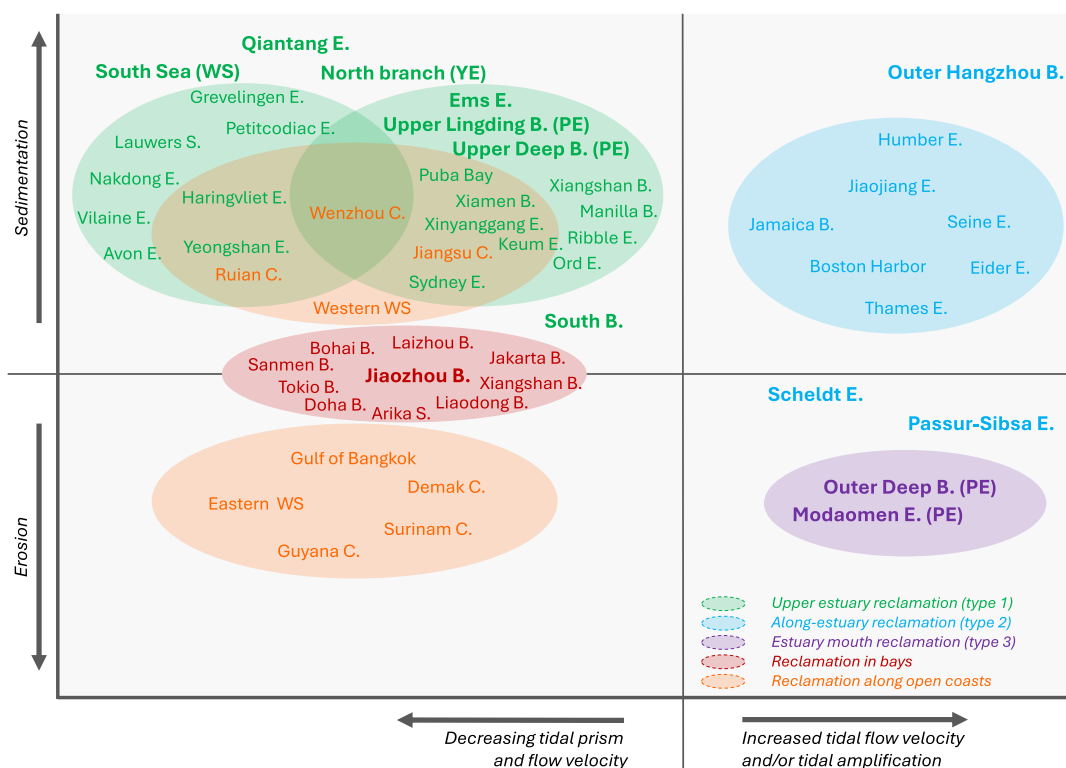 Sedimentation
Erosion
Qiantang E.
South Sea (WS)
North branch (YE)
Grevelingen E.
Petitcodiac E.
Lauwers S.
Nakdong E.
Haringvliet E.
Vilaine E.
Avon E.
Yeongshan E.
Ruian C.
Wenzhou C.
Western WS
Ems E.
Upper Lingding B. (PE)
Upper Deep B. (PE)
Puba Bay
Xiangshan B.
Xiamen B.
Manilla B.
Xinyanggang E.
Ribble E.
Keum E.
Jiangsu C.
Ord E.
Sydney E.
South B.
Outer Hangzhou B.
Humber E.
Jiaojiang E.
Jamaica B.
Seine E.
Boston Harbor
Eider E.
Thames E.
Bohai B.
Laizhou B.
Jakarta B.
Sanmen B.
Jiaozhou B.
Xiangshan B.
Tokio B.
Doha B.
Arika S.
Liaodong B.
Scheldt E.
Passur-Sibsa E.
Gulf of Bangkok
Demak C.
Eastern WS
Surinam C.
Guyana C.
Outer Deep B. (PE)
Modaomen E. (PE)
Upper estuary reclamation (type 1)
Along-estuary reclamation (type 2)
Estuary mouth reclamation (type 3)
Reclamation in bays
Reclamation along open coasts
Decreasing tidal prism
and flow velocity
Increased tidal flow velocity
and/or tidal amplification